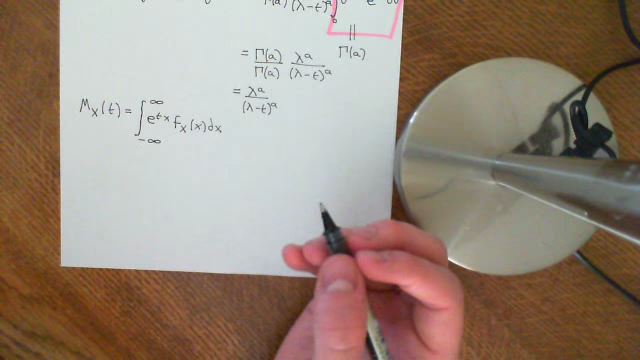 Γ(a) (λ-t)^a
e
Γ(a)
= Γ(a)/Γ(a) λ^a/(λ-t)^a
= λ^a/(λ-t)^a
M_X(t) = ∫_{-∞}^{∞} e^{tx} f_X(x)dx